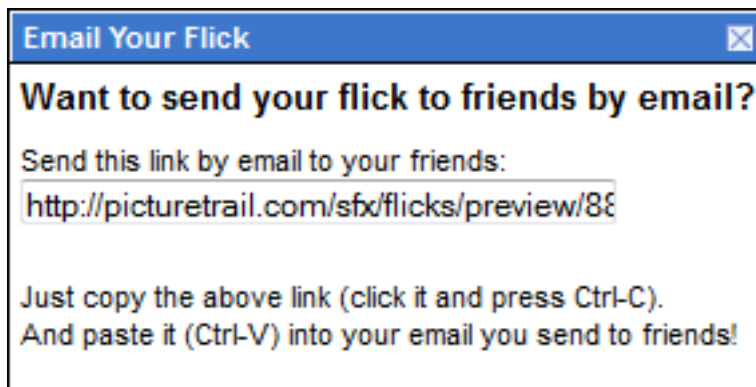 Email Your Flick
Want to send your flick to friends by email?
Send this link by email to your friends:
http://picturetrail.com/sfx/flicks/preview/88
Just copy the above link (click it and press Ctrl-C).
And paste it (Ctrl-V) into your email you send to friends!